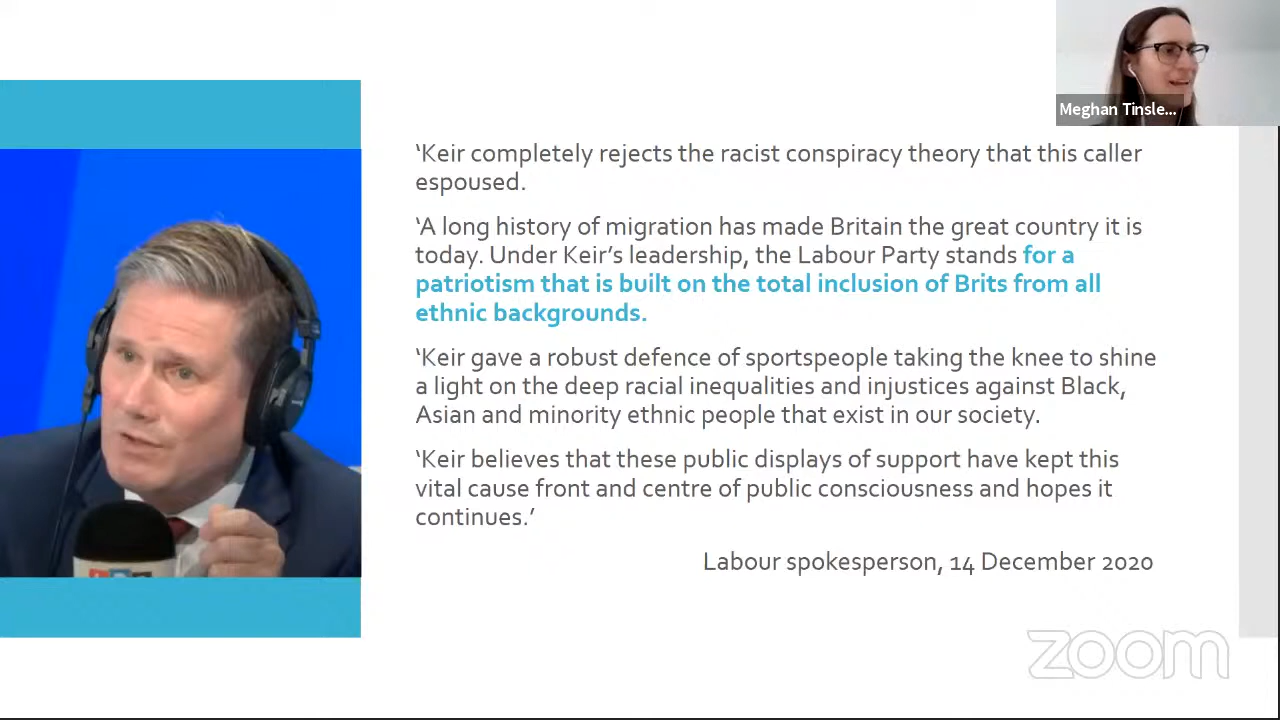 Meghan Tinsle...
‘Keir completely rejects the racist conspiracy theory that this caller
espoused.
‘A long history of migration has made Britain the great country it is
today. Under Keir’s leadership, the Labour Party stands for a
patriotism that is built on the total inclusion of Brits from all
ethnic backgrounds.
‘Keir gave a robust defence of sportspeople taking the knee to shine
a light on the deep racial inequalities and injustices against Black,
Asian and minority ethnic people that exist in our society.
‘Keir believes that these public displays of support have kept this
vital cause front and centre of public consciousness and hopes it
continues.’
Labour spokesperson, 14 December 2020
zoom